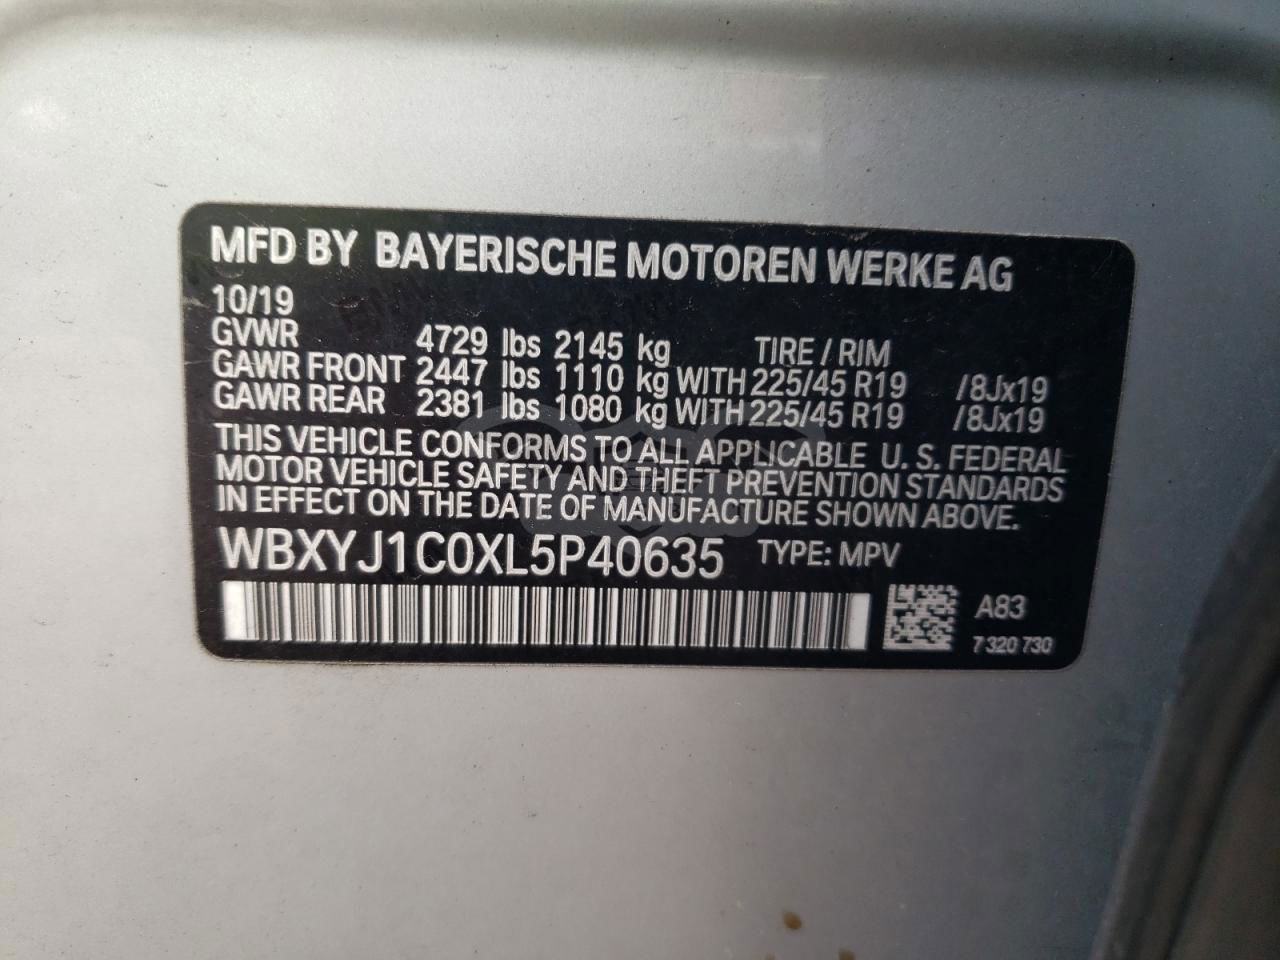 MFD BY BAYERISCHE MOTOREN WERKE AG
10/19
GVWR 4729 lbs 2145 kg TIRE / RIM
GAWR FRONT 2447 lbs 1110 kg WITH 225/45 R19 /8Jx19
GAWR REAR 2381 lbs 1080 kg WITH 225/45 R19 /8Jx19
THIS VEHICLE CONFORMS TO ALL APPLICABLE U. S. FEDERAL
MOTOR VEHICLE SAFETY AND THEFT PREVENTION STANDARDS
IN EFFECT ON THE DATE OF MANUFACTURE SHOWN ABOVE.
WBXYJ1C0XL5P40635 TYPE: MPV
A83
7 320 730